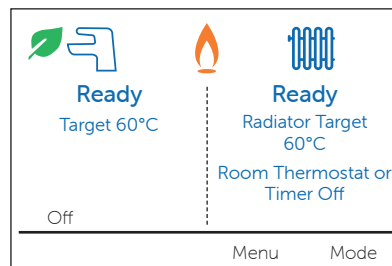 Ready
Target 60°C
Off
Ready
Radiator Target
60°C
Room Thermostat or
Timer Off
Menu
Mode